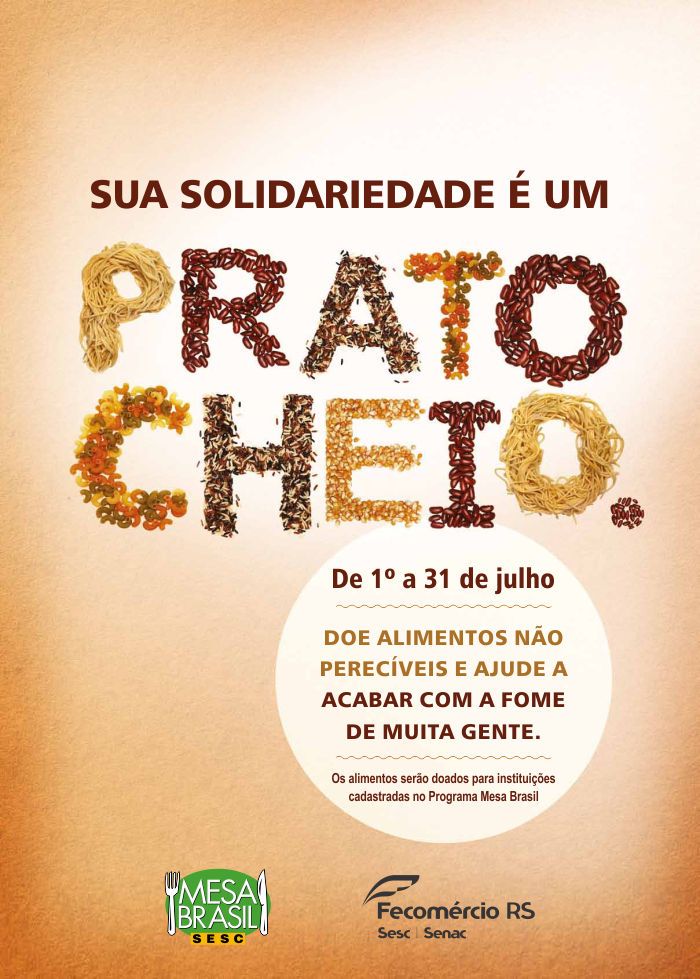 SUA SOLIDARIEDADE É UM
PRATO
CHEIO.
De 1º a 31 de julho
DOE ALIMENTOS NÃO
PERECÍVEIS E AJUDE A
ACABAR COM A FOME
DE MUITA GENTE.
Os alimentos serão doados para instituições
cadastradas no Programa Mesa Brasil
MESA
BRASIL
SESC
Fecomércio RS
Sesc | Senac